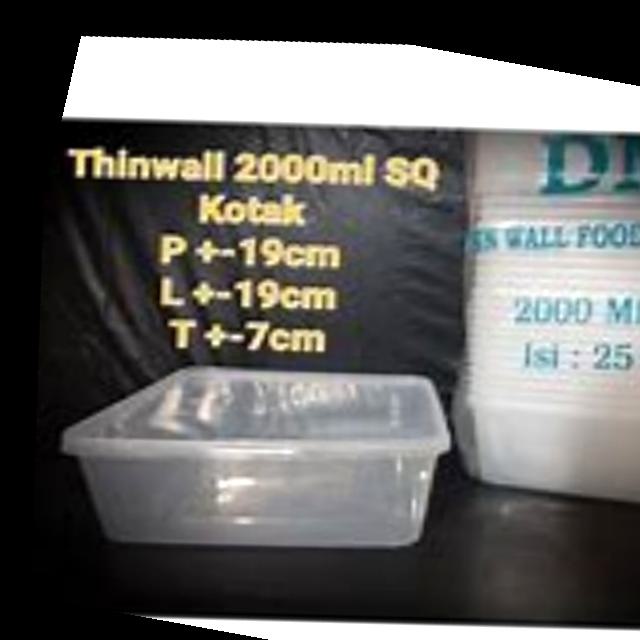 Thinwall 2000ml SQ
Kotak
P +-19cm
L +-19cm
T +-7cm
WALL FOOD
2000 M
Isi : 25